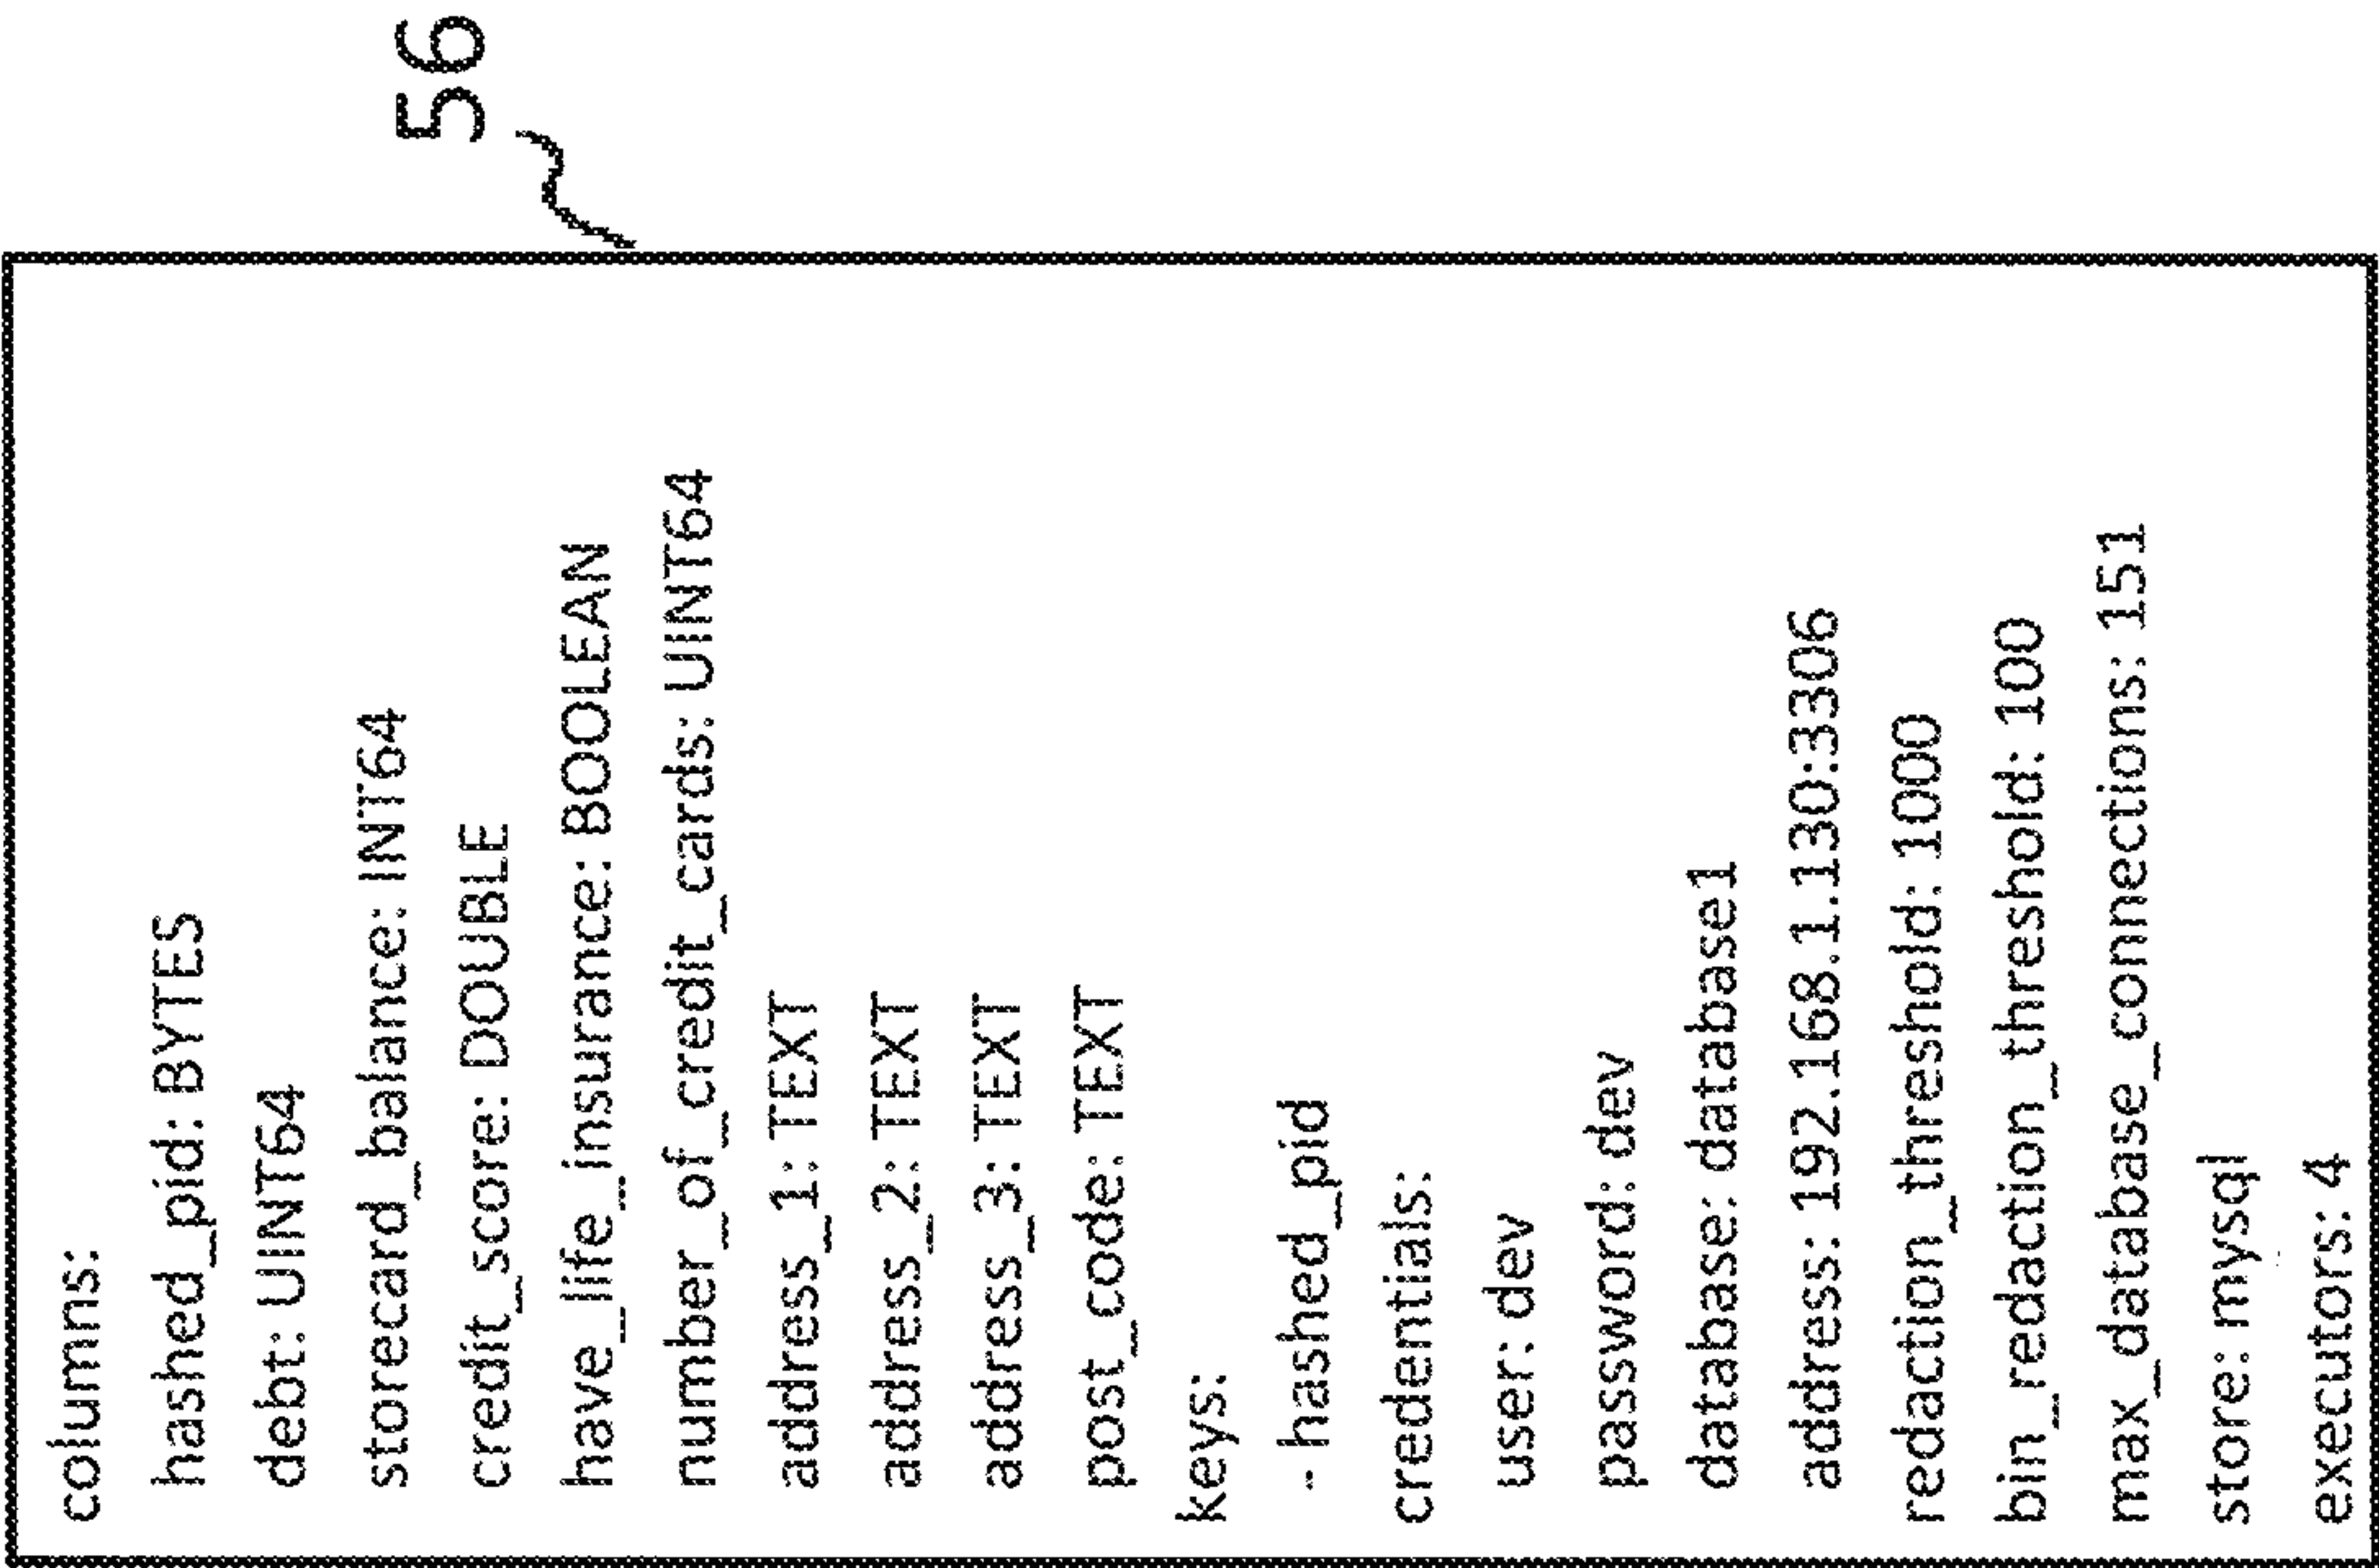 56
columns:
hashed_pid: BYTES
debt: UINT64
storecard_balance: INT64
credit_score: DOUBLE
have_life_insurance: BOOLEAN
number_of_credit_cards: UINT64
address_1: TEXT
address_2: TEXT
address_3: TEXT
post_code: TEXT
keys:
- hashed_pid
credentials:
user: dev
password: dev
database: database1
address: 192.168.1.130:3306
redaction_threshold: 1000
bin_redaction_threshold: 100
max_database_connections: 151
store: mysql
executors: 4